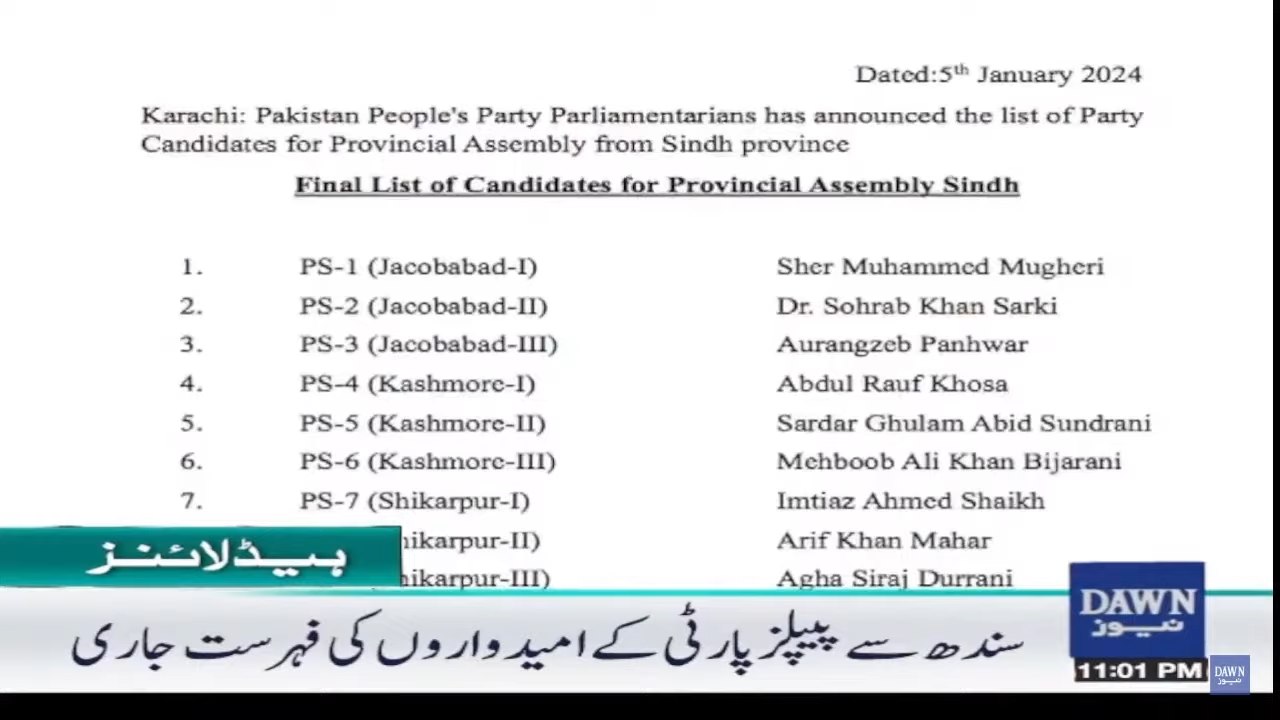 Dated:5th January 2024
Karachi: Pakistan People's Party Parliamentarians has announced the list of Party
Candidates for Provincial Assembly from Sindh province
Final List of Candidates for Provincial Assembly Sindh
1. PS-1 (Jacobabad-I) Sher Muhammed Mugheri
2. PS-2 (Jacobabad-II) Dr. Sohrab Khan Sarki
3. PS-3 (Jacobabad-III) Aurangzeb Panhwar
4. PS-4 (Kashmore-I) Abdul Rauf Khosa
5. PS-5 (Kashmore-II) Sardar Ghulam Abid Sundrani
6. PS-6 (Kashmore-III) Mehboob Ali Khan Bijarani
7. PS-7 (Shikarpur-I) Imtiaz Ahmed Shaikh
hikarpur-II) Arif Khan Mahar
hikarpur-III) Agha Siraj Durrani
ہیڈلائنز
سندھ سے پیپلز پارٹی کے امیدواروں کی فہرست جاری
DAWN
نیوز
11:01 PM
DAWN
نیوز